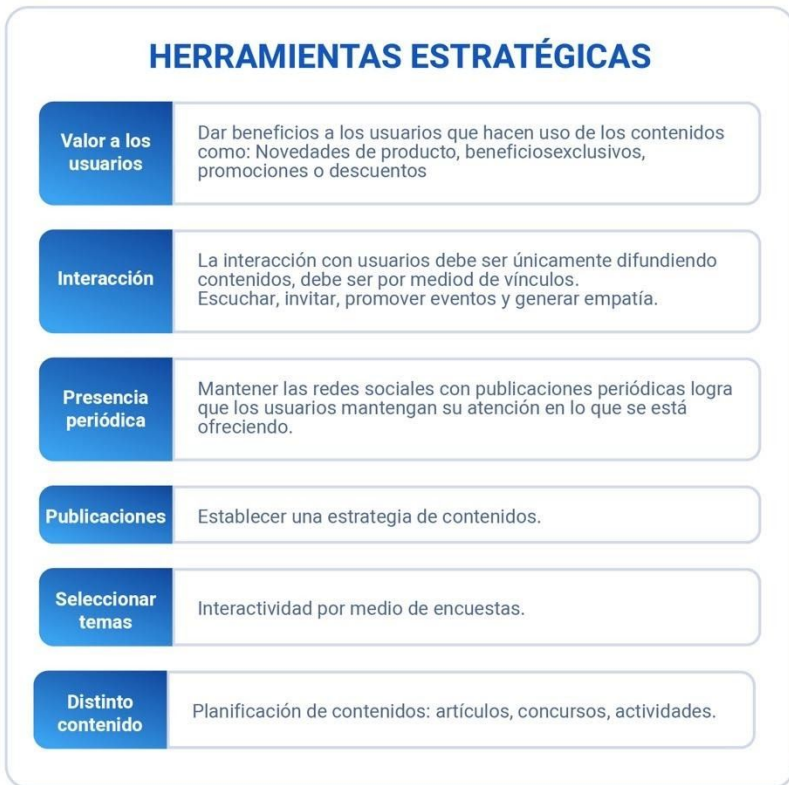 HERRAMIENTAS ESTRATÉGICAS
Valor a los
usuarios
Dar beneficios a los usuarios que hacen uso de los contenidos
como: Novedades de producto, beneficiosexclusivos,
promociones o descuentos
Interacción
La interacción con usuarios debe ser únicamente difundiendo
contenidos, debe ser por mediod de vínculos.
Escuchar, invitar, promover eventos y generar empatía.
Presencia
periódica
Mantener las redes sociales con publicaciones periódicas logra
que los usuarios mantengan su atención en lo que se está
ofreciendo.
Publicaciones
Establecer una estrategia de contenidos.
Seleccionar
temas
Interactividad por medio de encuestas.
Distinto
contenido
Planificación de contenidos: artículos, concursos, actividades.